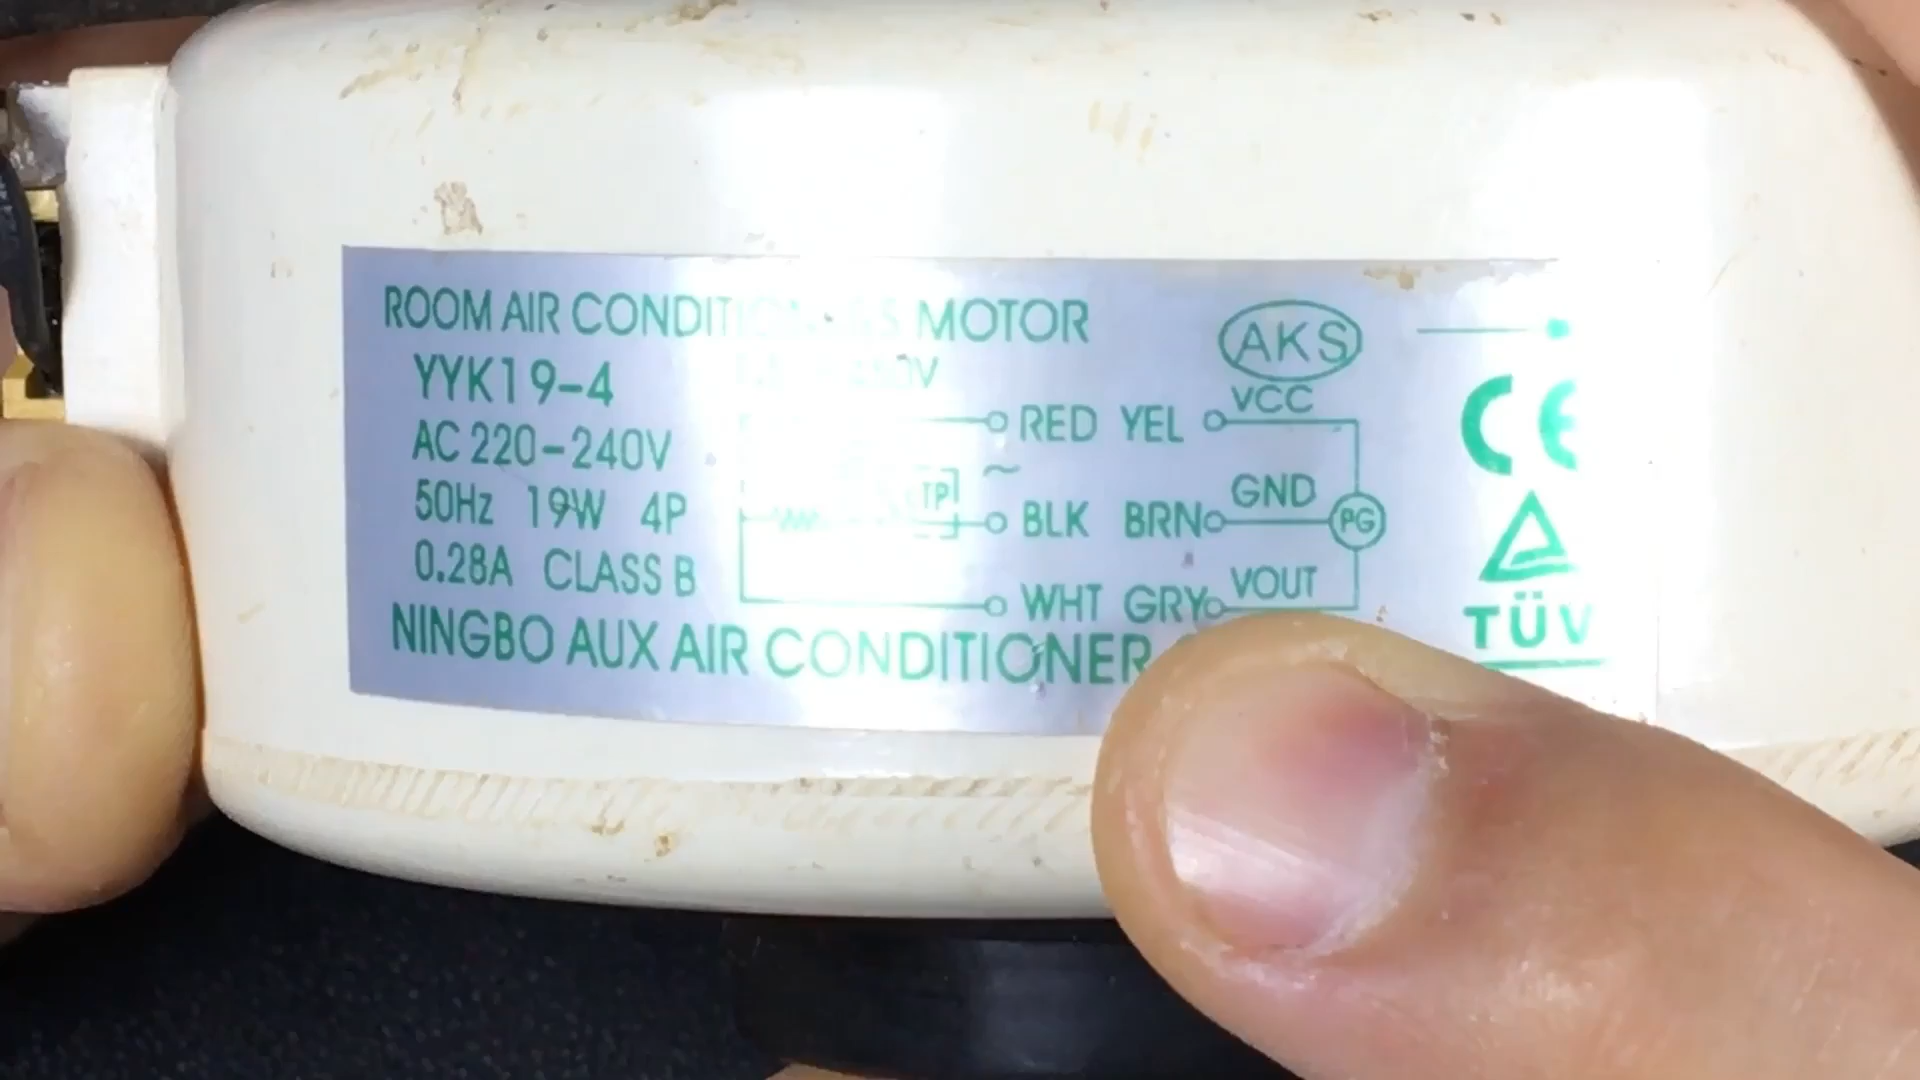 ROOM AIR CONDITIONERS MOTOR
AKS
YYK19-4
AC 220-240V
50Hz 19W 4P
0.28A CLASS B
RED YEL VCC
~
TP
BLK BRN GND PG
WHT GRY VOUT
CE
TÜV
NINGBO AUX AIR CONDITIONER